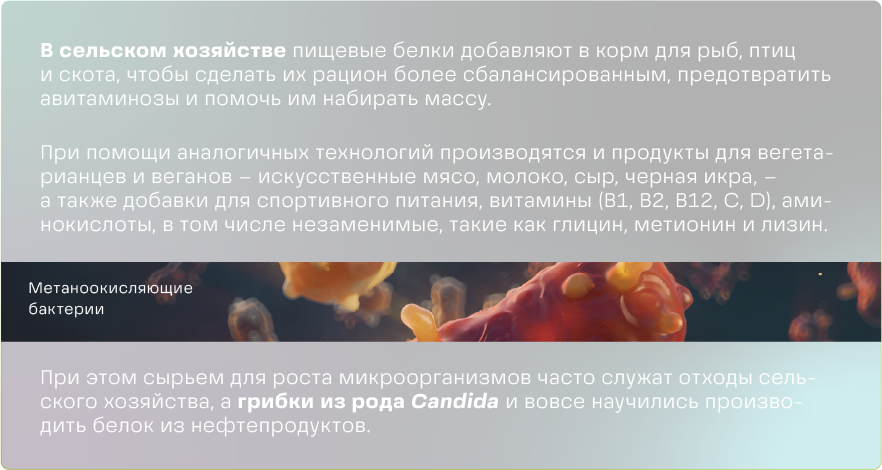 В сельском хозяйстве пищевые белки добавляют в корм для рыб, птиц
и скота, чтобы сделать их рацион более сбалансированным, предотвратить
авитаминозы и помочь им набирать массу.
При помощи аналогичных технологий производятся и продукты для вегета-
рианцев и веганов – искусственные мясо, молоко, сыр, черная икра, –
а также добавки для спортивного питания, витамины (B1, B2, B12, C, D), ами-
нокислоты, в том числе незаменимые, такие как глицин, метионин и лизин.
Метаноокисляющие
бактерии
При этом сырьем для роста микроорганизмов часто служат отходы сель-
ского хозяйства, а грибки из рода Candida и вовсе научились произво-
дить белок из нефтепродуктов.